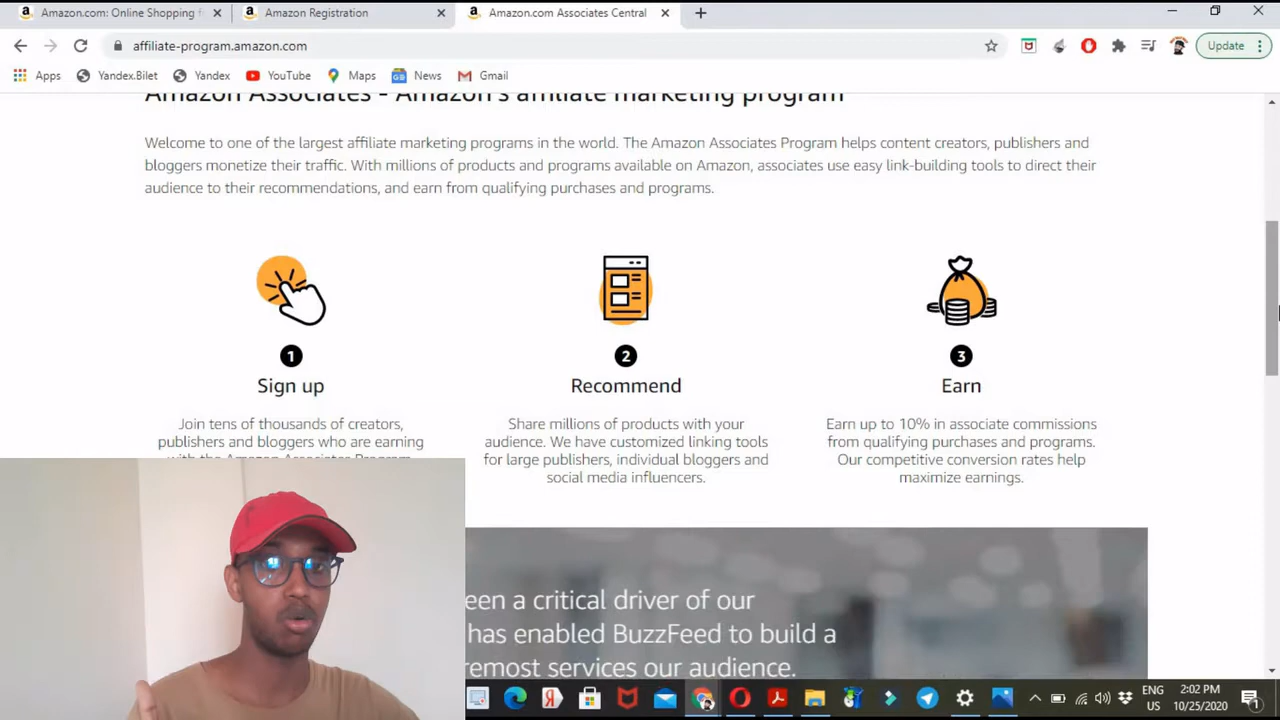 Amazon.com: Online Shopping f
Amazon Registration
Amazon.com Associates Central
affiliate-program.amazon.com
Update
Apps
Yandex.Bilet
Yandex
YouTube
Maps
News
Gmail
Amazon Associates - Amazon's affiliate marketing program
Welcome to one of the largest affiliate marketing programs in the world. The Amazon Associates Program helps content creators, publishers and
bloggers monetize their traffic. With millions of products and programs available on Amazon, associates use easy link-building tools to direct their
audience to their recommendations, and earn from qualifying purchases and programs.
1
Sign up
Join tens of thousands of creators,
publishers and bloggers who are earning
with the Amazon Associates Program.
2
Recommend
Share millions of products with your
audience. We have customized linking tools
for large publishers, individual bloggers and
social media influencers.
3
Earn
Earn up to 10% in associate commissions
from qualifying purchases and programs.
Our competitive conversion rates help
maximize earnings.
een a critical driver of our
has enabled BuzzFeed to build a
remost services our audience.
ENG
US
2:02 PM
10/25/2020
1